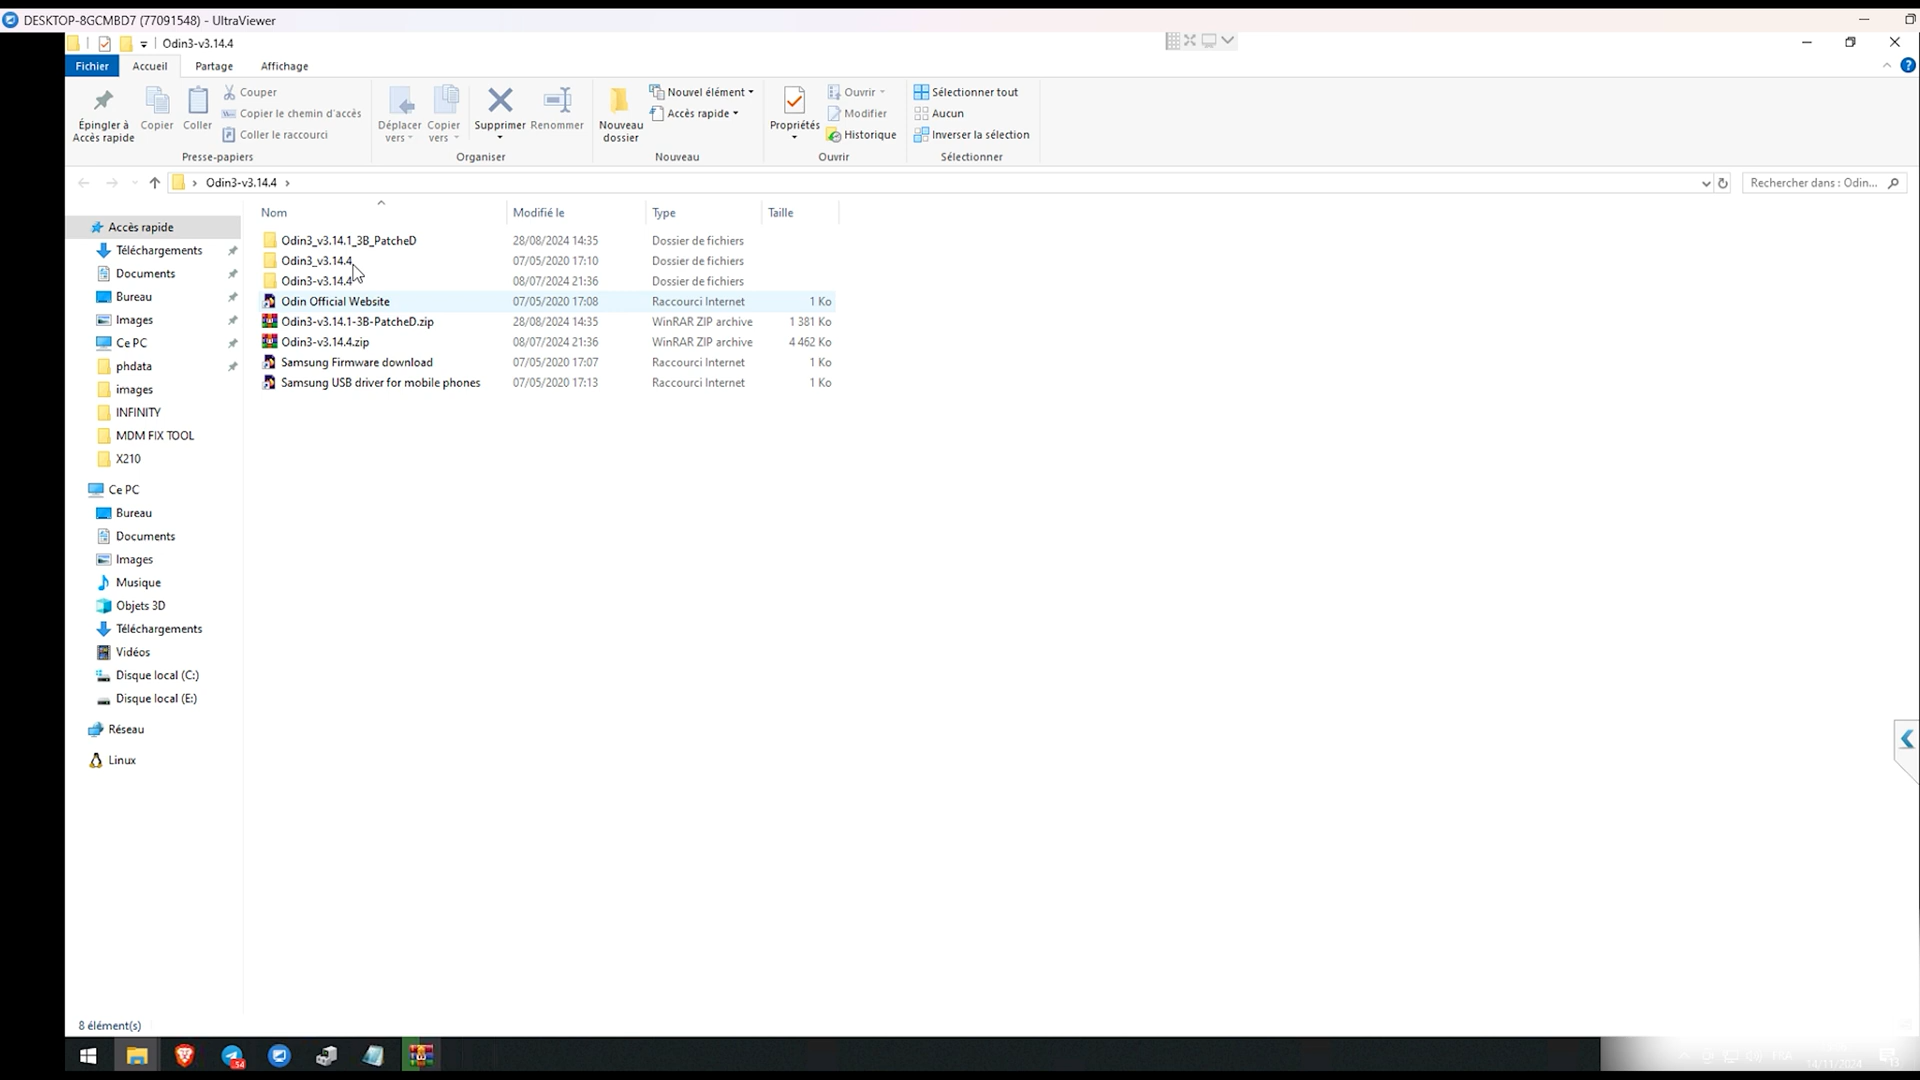 DESKTOP-8GCMBD7 (77091548) - UltraViewer
Odin3-v3.14.4
Fichier Accueil Partage Affichage
Épingler à Accès rapide
Copier
Coller
Couper
Copier le chemin d'accès
Coller le raccourci
Presse-papiers
Déplacer vers
Copier vers
Supprimer
Renommer
Organiser
Nouveau dossier
Nouvel élément
Accès rapide
Nouveau
Propriétés
Ouvrir
Modifier
Historique
Ouvrir
Sélectionner tout
Aucun
Inverser la sélection
Sélectionner
Odin3-v3.14.4
Rechercher dans : Odin...
Accès rapide
Téléchargements
Documents
Bureau
Images
Ce PC
phdata
images
INFINITY
MDM FIX TOOL
X210
Ce PC
Bureau
Documents
Images
Musique
Objets 3D
Téléchargements
Vidéos
Disque local (C:)
Disque local (E:)
Réseau
Linux
Nom Modifié le Type Taille
Odin3_v3.14.1_3B_PatcheD 28/08/2024 14:35 Dossier de fichiers
Odin3_v3.14.4 07/05/2020 17:10 Dossier de fichiers
Odin3-v3.14.4 08/07/2024 21:36 Dossier de fichiers
Odin Official Website 07/05/2020 17:08 Raccourci Internet 1 Ko
Odin3-v3.14.1-3B-PatcheD.zip 28/08/2024 14:35 WinRAR ZIP archive 1 381 Ko
Odin3-v3.14.4.zip 08/07/2024 21:36 WinRAR ZIP archive 4 462 Ko
Samsung Firmware download 07/05/2020 17:07 Raccourci Internet 1 Ko
Samsung USB driver for mobile phones 07/05/2020 17:13 Raccourci Internet 1 Ko
8 élément(s)
54
14/11/2024